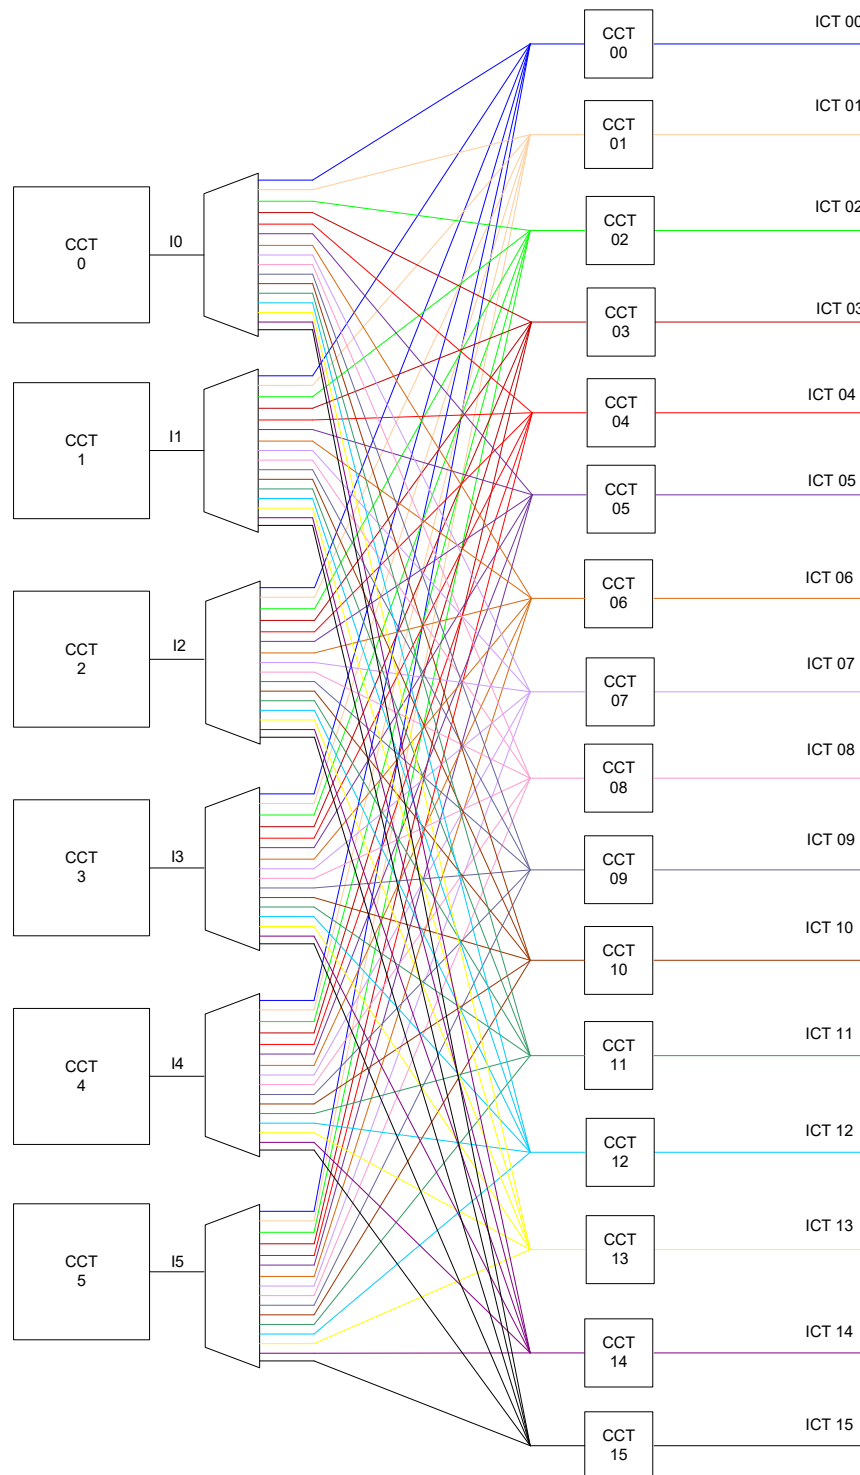 CCT
0
I0
CCT
1
I1
CCT
2
I2
CCT
3
I3
CCT
4
I4
CCT
5
I5
CCT
00
ICT 00
CCT
01
ICT 01
CCT
02
ICT 02
CCT
03
ICT 03
CCT
04
ICT 04
CCT
05
ICT 05
CCT
06
ICT 06
CCT
07
ICT 07
CCT
08
ICT 08
CCT
09
ICT 09
CCT
10
ICT 10
CCT
11
ICT 11
CCT
12
ICT 12
CCT
13
ICT 13
CCT
14
ICT 14
CCT
15
ICT 15